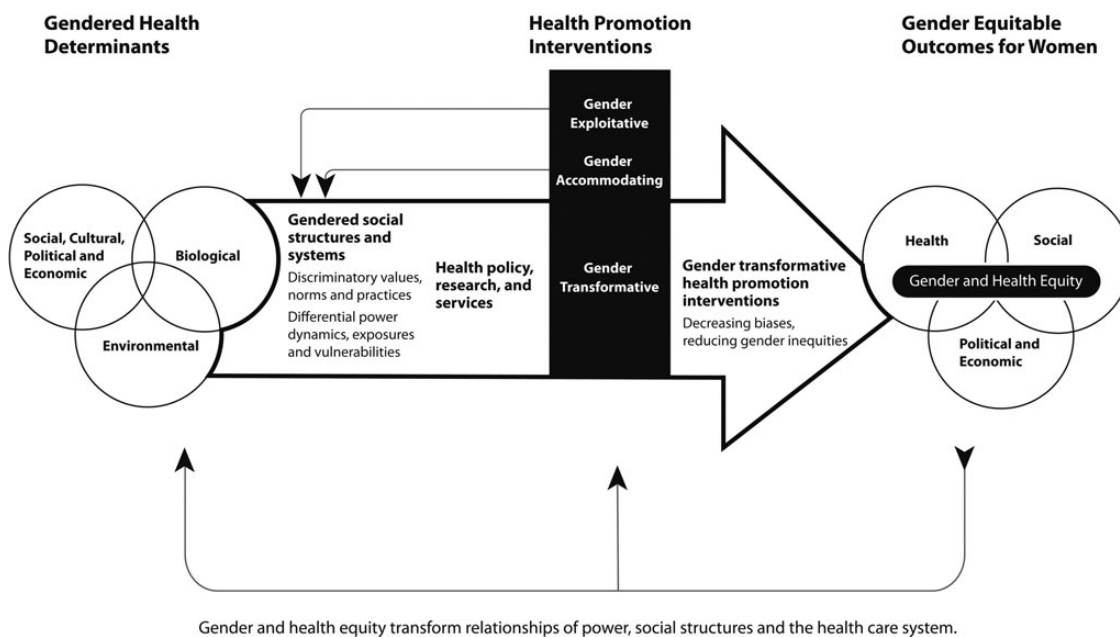 Gendered Health
Determinants
Health Promotion
Interventions
Gender Equitable
Outcomes for Women
Gender
Exploitative
Gender
Accommodating
Gender
Transformative
Social, Cultural,
Political and
Economic
Biological
Environmental
Gendered social
structures and
systems
Discriminatory values,
norms and practices
Differential power
dynamics, exposures
and vulnerabilities
Health policy,
research, and
services
Gender transformative
health promotion
interventions
Decreasing biases,
reducing gender inequities
Health
Social
Gender and Health Equity
Political and
Economic
Gender and health equity transform relationships of power, social structures and the health care system.